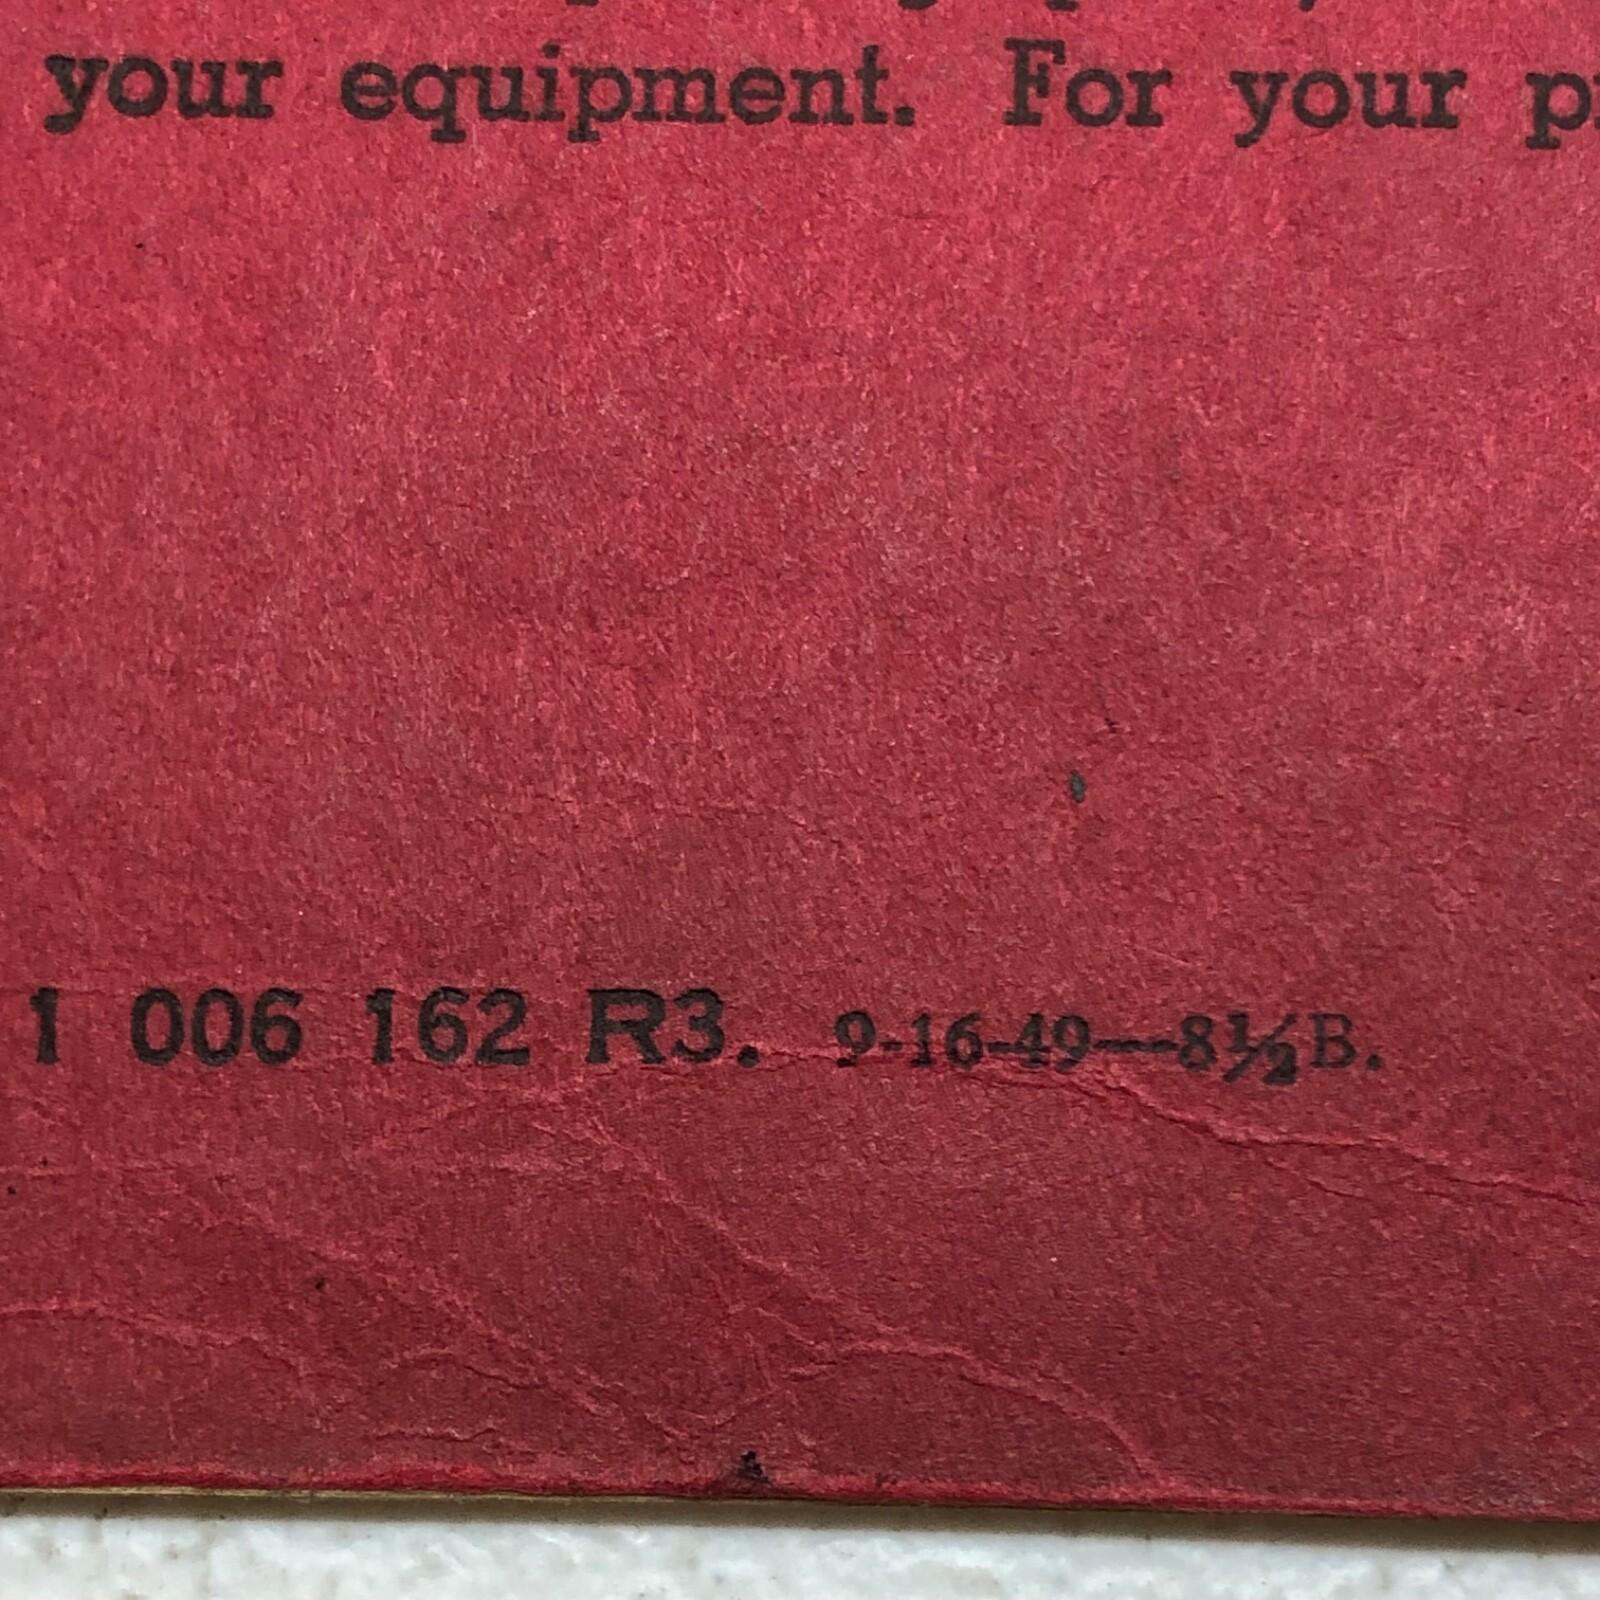 your equipment. For your
1 006 162 R3. 9-16-49—8½B.